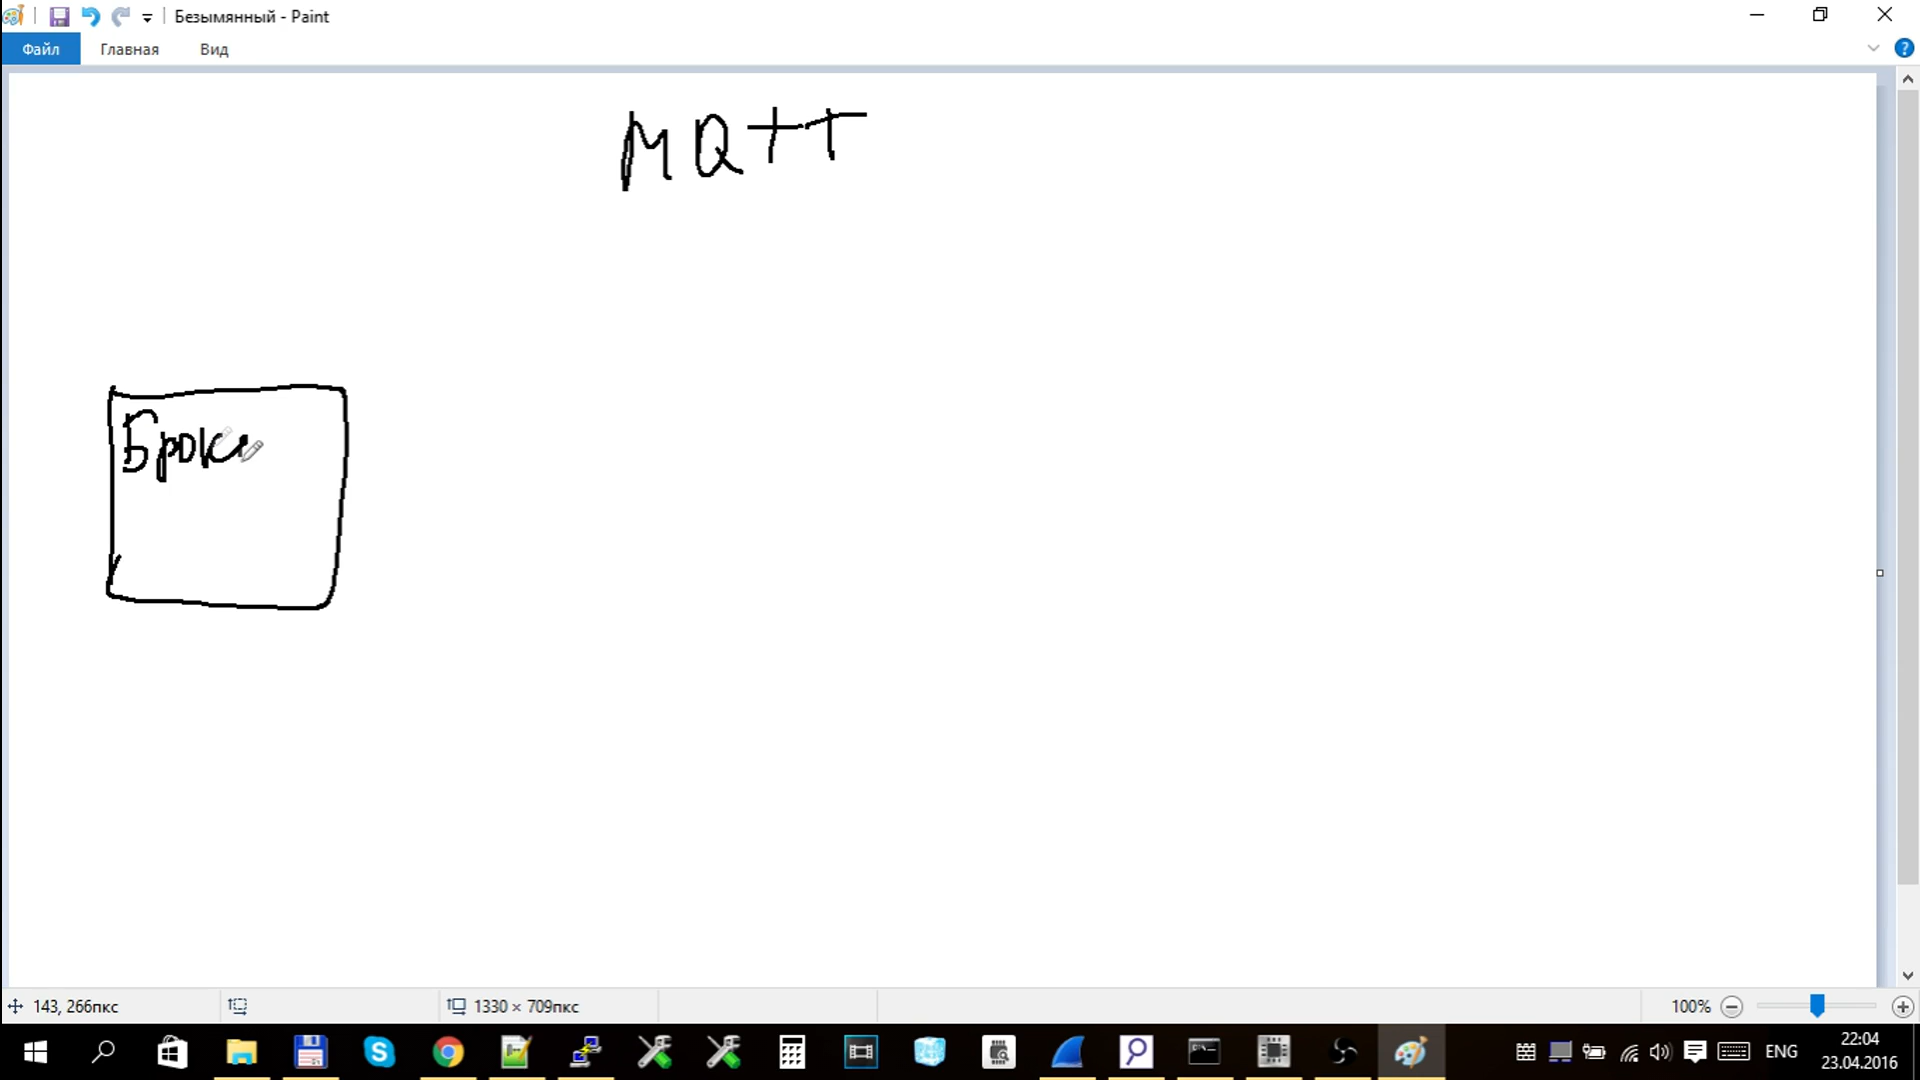 Безымянный - Paint
Файл Главная Вид
MQTT
Брок
143, 266пкс 1330 × 709пкс 100%
ENG 22:04
23.04.2016